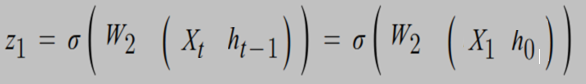 z₁ = σ( W₂ ( Xₜ hₜ₋₁ ) ) = σ( W₂ ( X₁ h₀ ) )